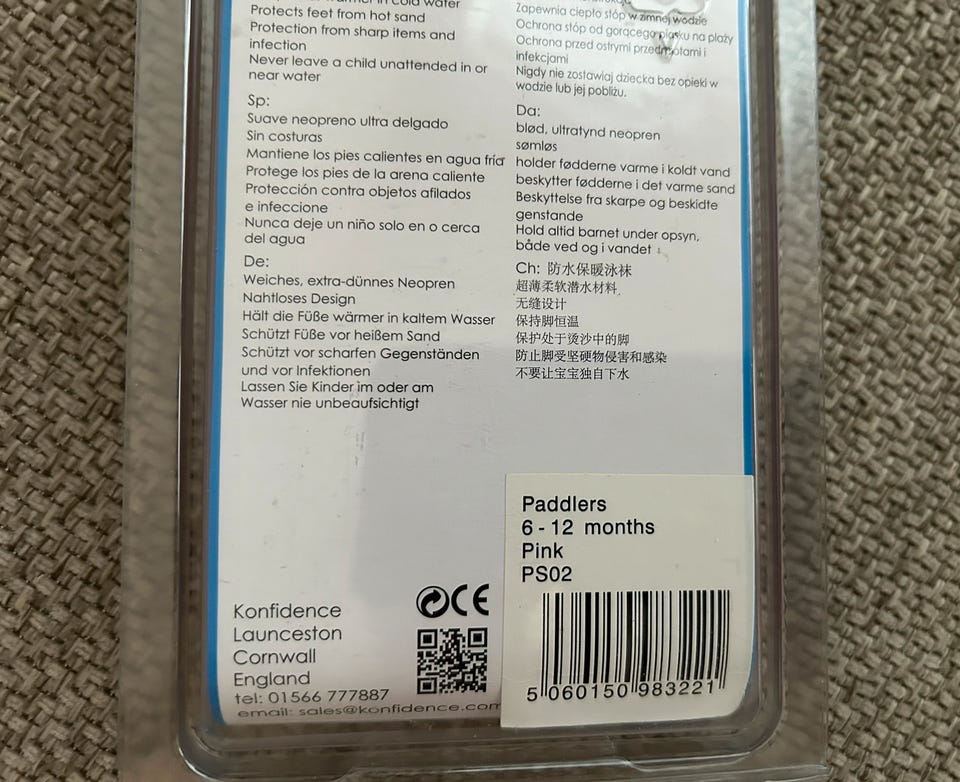 in cold water
Protects feet from hot sand
Protection from sharp items and
infection
Never leave a child unattended in or
near water
Sp:
Suave neopreno ultra delgado
Sin costuras
Mantiene los pies calientes en agua fría
Protege los pies de la arena caliente
Protección contra objetos afilados
e infeccione
Nunca deje un niño solo en o cerca
del agua
De:
Weiches, extra-dünnes Neopren
Nahtloses Design
Hält die Füße wärmer in kaltem Wasser
Schützt Füße vor heißem Sand
Schützt vor scharfen Gegenständen
und vor Infektionen
Lassen Sie Kinder im oder am
Wasser nie unbeaufsichtigt
Zapewnia ciepło stóp w zimnej wodzie
Ochrona stóp od gorącego piasku na plaży
Ochrona przed ostrymi przedmiotami i
infekcjami
Nigdy nie zostawiaj dziecka bez opieki w
wodzie lub jej pobliżu.
Da:
blød, ultratynd neopren
sømløs
holder fødderne varme i koldt vand
beskytter fødderne i det varme sand
Beskyttelse fra skarpe og beskidte
genstande
Hold altid barnet under opsyn,
både ved og i vandet
Ch: 防水保暖泳袜
超薄柔软潜水材料
无缝设计
保持脚恒温
保护处于烫沙中的脚
防止脚受坚硬物侵害和感染
不要让宝宝独自下水
Konfidence
Launceston
Cornwall
England
tel: 01566 777887
email: sales@konfidence.com
CE
Paddlers
6 - 12 months
Pink
PS02
5 060150 983221